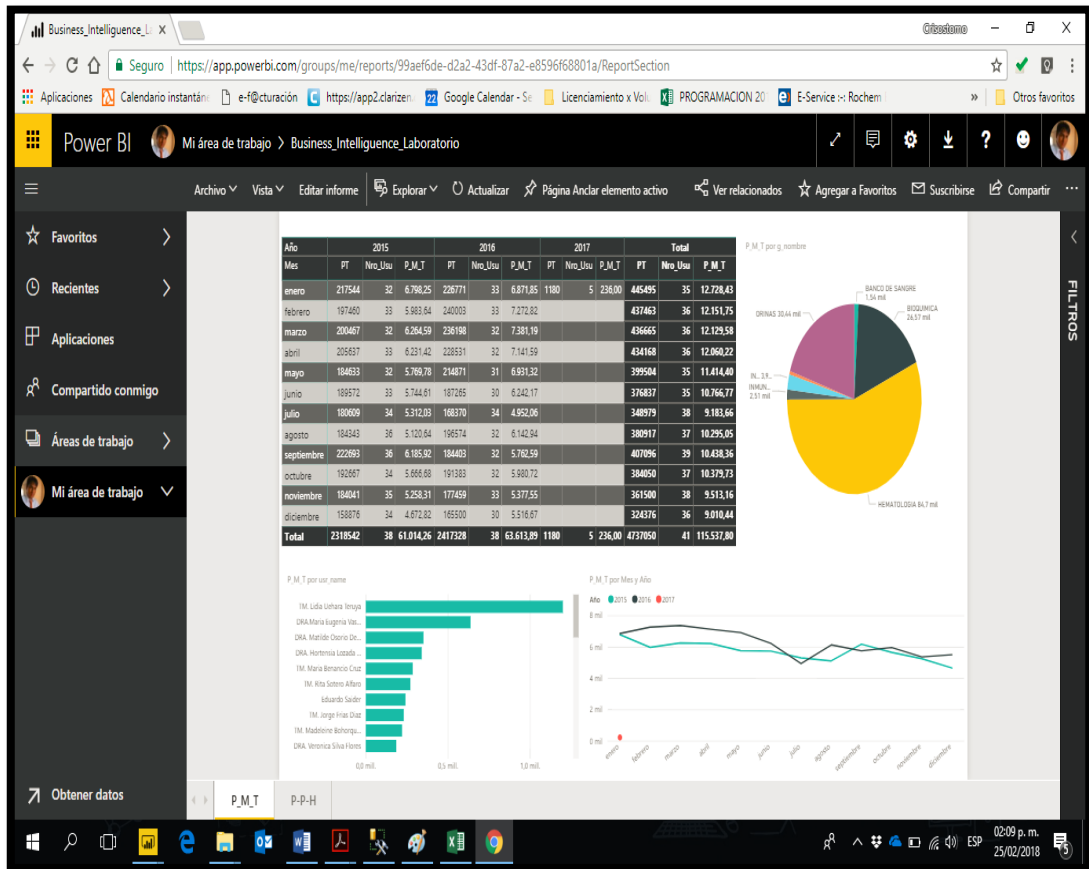 Business_Intelliguence_La
Crisostomo
Seguro | https://app.powerbi.com/groups/me/reports/99aef6de-d2a2-43df-87a2-e8596f68801a/ReportSection
Aplicaciones Calendario instantáne e-f@cturación https://app2.clarizen. 22 Google Calendar - Se Licenciamiento x Volu PROGRAMACION 20 E-Service :-: Rochem » Otros favoritos
Power BI Mi área de trabajo > Business_Intelliguence_Laboratorio
Archivo Vista Editar informe Explorar Actualizar Página Anclar elemento activo Ver relacionados Agregar a Favoritos Suscribirse Compartir ...
Favoritos
Recientes
Aplicaciones
Compartido conmigo
Áreas de trabajo
Mi área de trabajo
Obtener datos
FILTROS
Año 2015 2016 2017 Total
Mes PT Nro_Usu P_M_T PT Nro_Usu P_M_T PT Nro_Usu P_M_T PT Nro_Usu P_M_T
enero 217544 32 6.798,25 226771 33 6.871,85 1180 5 236,00 445495 35 12.728,43
febrero 197460 33 5.983,64 240003 33 7.272,82 437463 36 12.151,75
marzo 200467 32 6.264,59 236198 32 7.381,19 436665 36 12.129,58
abril 205637 33 6.231,42 228531 32 7.141,59 434168 36 12.060,22
mayo 184633 32 5.769,78 214871 31 6.931,32 399504 35 11.414,40
junio 189572 33 5.744,61 187265 30 6.242,17 376837 35 10.766,77
julio 180609 34 5.312,03 168370 34 4.952,06 348979 38 9.183,66
agosto 184343 36 5.120,64 196574 32 6.142,94 380917 37 10.295,05
septiembre 222693 36 6.185,92 184403 32 5.762,59 407096 39 10.438,36
octubre 192667 34 5.666,68 191383 32 5.980,72 384050 37 10.379,73
noviembre 184041 35 5.258,31 177459 33 5.377,55 361500 38 9.513,16
diciembre 158876 34 4.672,82 165500 30 5.516,67 324376 36 9.010,44
Total 2318542 38 61.014,26 2417328 38 63.613,89 1180 5 236,00 4737050 41 115.537,80
P_M_T por g_nombre
BANCO DE SANGRE
1,54 mil
BIOQUIMICA
26,57 mil
ORINAS 30,44 mil
IN... 3,9...
INMUN...
2,51 mil
HEMATOLOGIA 84,7 mil
P_M_T por usr_name
TM. Lidia Uehara Teruya
DRA.Maria Eugenia Vas...
DRA. Matilde Osorio De...
DRA. Hortensia Lozada ...
TM. Maria Benancio Cruz
TM. Rita Sotero Alfaro
Eduardo Saider
TM. Jorge Frias Diaz
TM. Madeleine Bohorqu...
DRA. Veronica Silva Flores
0,0 mill. 0,5 mill. 1,0 mill.
P_M_T por Mes y Año
Año 2015 2016 2017
8 mil
6 mil
4 mil
2 mil
0 mil
enero febrero marzo abril mayo junio julio agosto septiembre octubre noviembre diciembre
P_M_T P-P-H
ESP
02:09 p. m.
25/02/2018
5